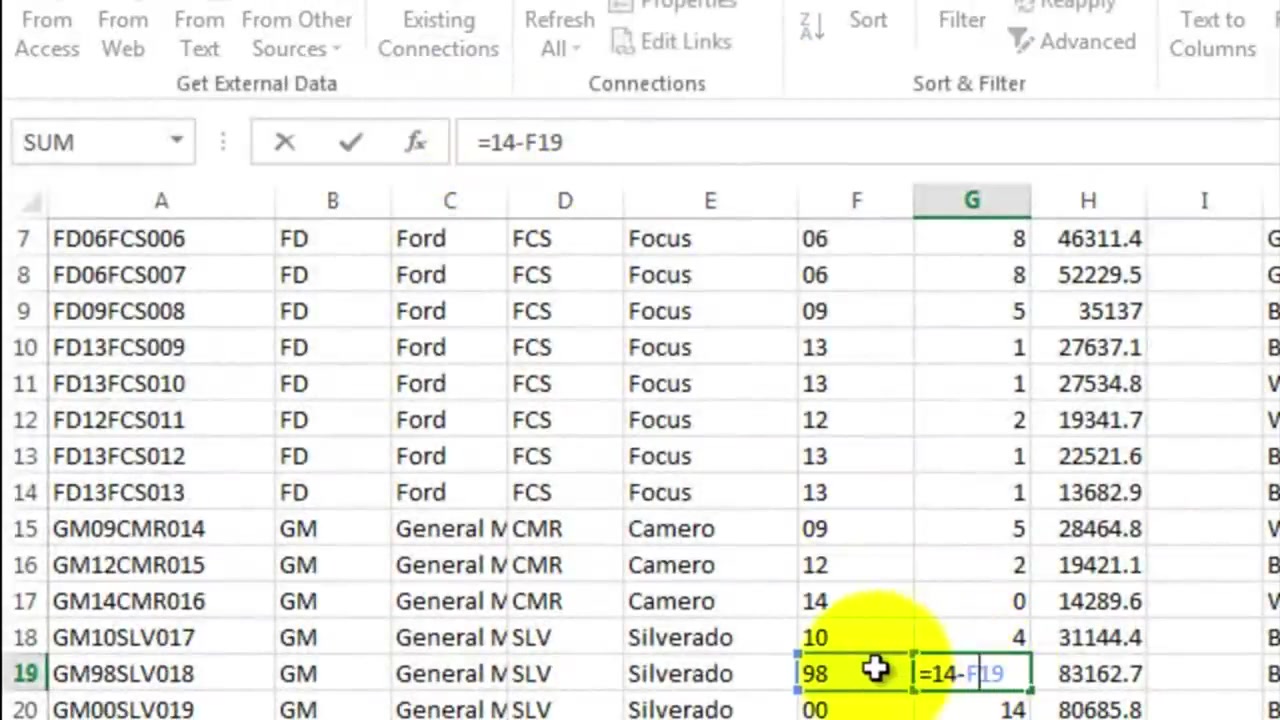 Properties
Reapply
From From From From Other Existing Refresh Sort Filter Text to
Access Web Text Sources Connections All Edit Links Z A Advanced Columns
Get External Data Connections Sort & Filter
SUM fx =14-F19
A B C D E F G H I
7 FD06FCS006 FD Ford FCS Focus 06 8 46311.4 G
8 FD06FCS007 FD Ford FCS Focus 06 8 52229.5 G
9 FD09FCS008 FD Ford FCS Focus 09 5 35137 B
10 FD13FCS009 FD Ford FCS Focus 13 1 27637.1 B
11 FD13FCS010 FD Ford FCS Focus 13 1 27534.8 V
12 FD12FCS011 FD Ford FCS Focus 12 2 19341.7 V
13 FD13FCS012 FD Ford FCS Focus 13 1 22521.6 B
14 FD13FCS013 FD Ford FCS Focus 13 1 13682.9 B
15 GM09CMR014 GM General M CMR Camero 09 5 28464.8 V
16 GM12CMR015 GM General M CMR Camero 12 2 19421.1 B
17 GM14CMR016 GM General M CMR Camero 14 0 14289.6 V
18 GM10SLV017 GM General M SLV Silverado 10 4 31144.4 B
19 GM98SLV018 GM General M SLV Silverado 98 =14-F19 83162.7 B
20 GM00SLV019 GM General M SLV Silverado 00 14 80685.8 B